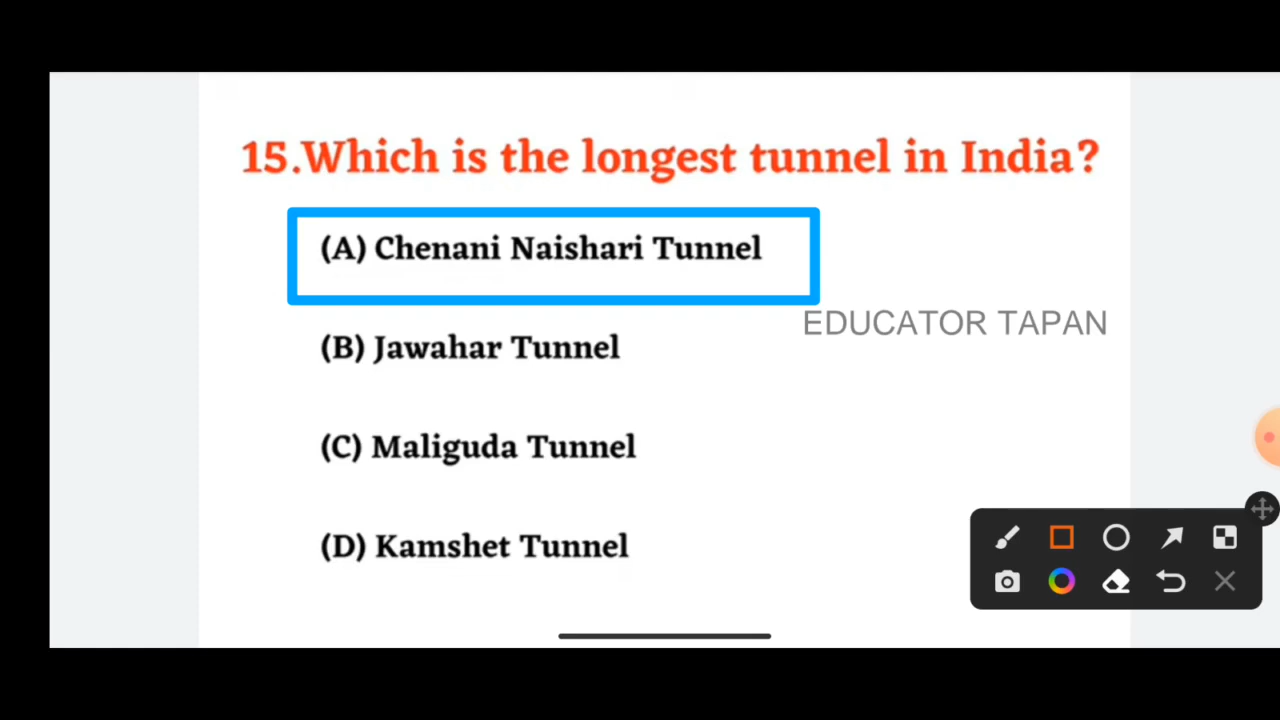 15.Which is the longest tunnel in India?
(A) Chenani Naishari Tunnel
EDUCATOR TAPAN
(B) Jawahar Tunnel
(C) Maliguda Tunnel
(D) Kamshet Tunnel